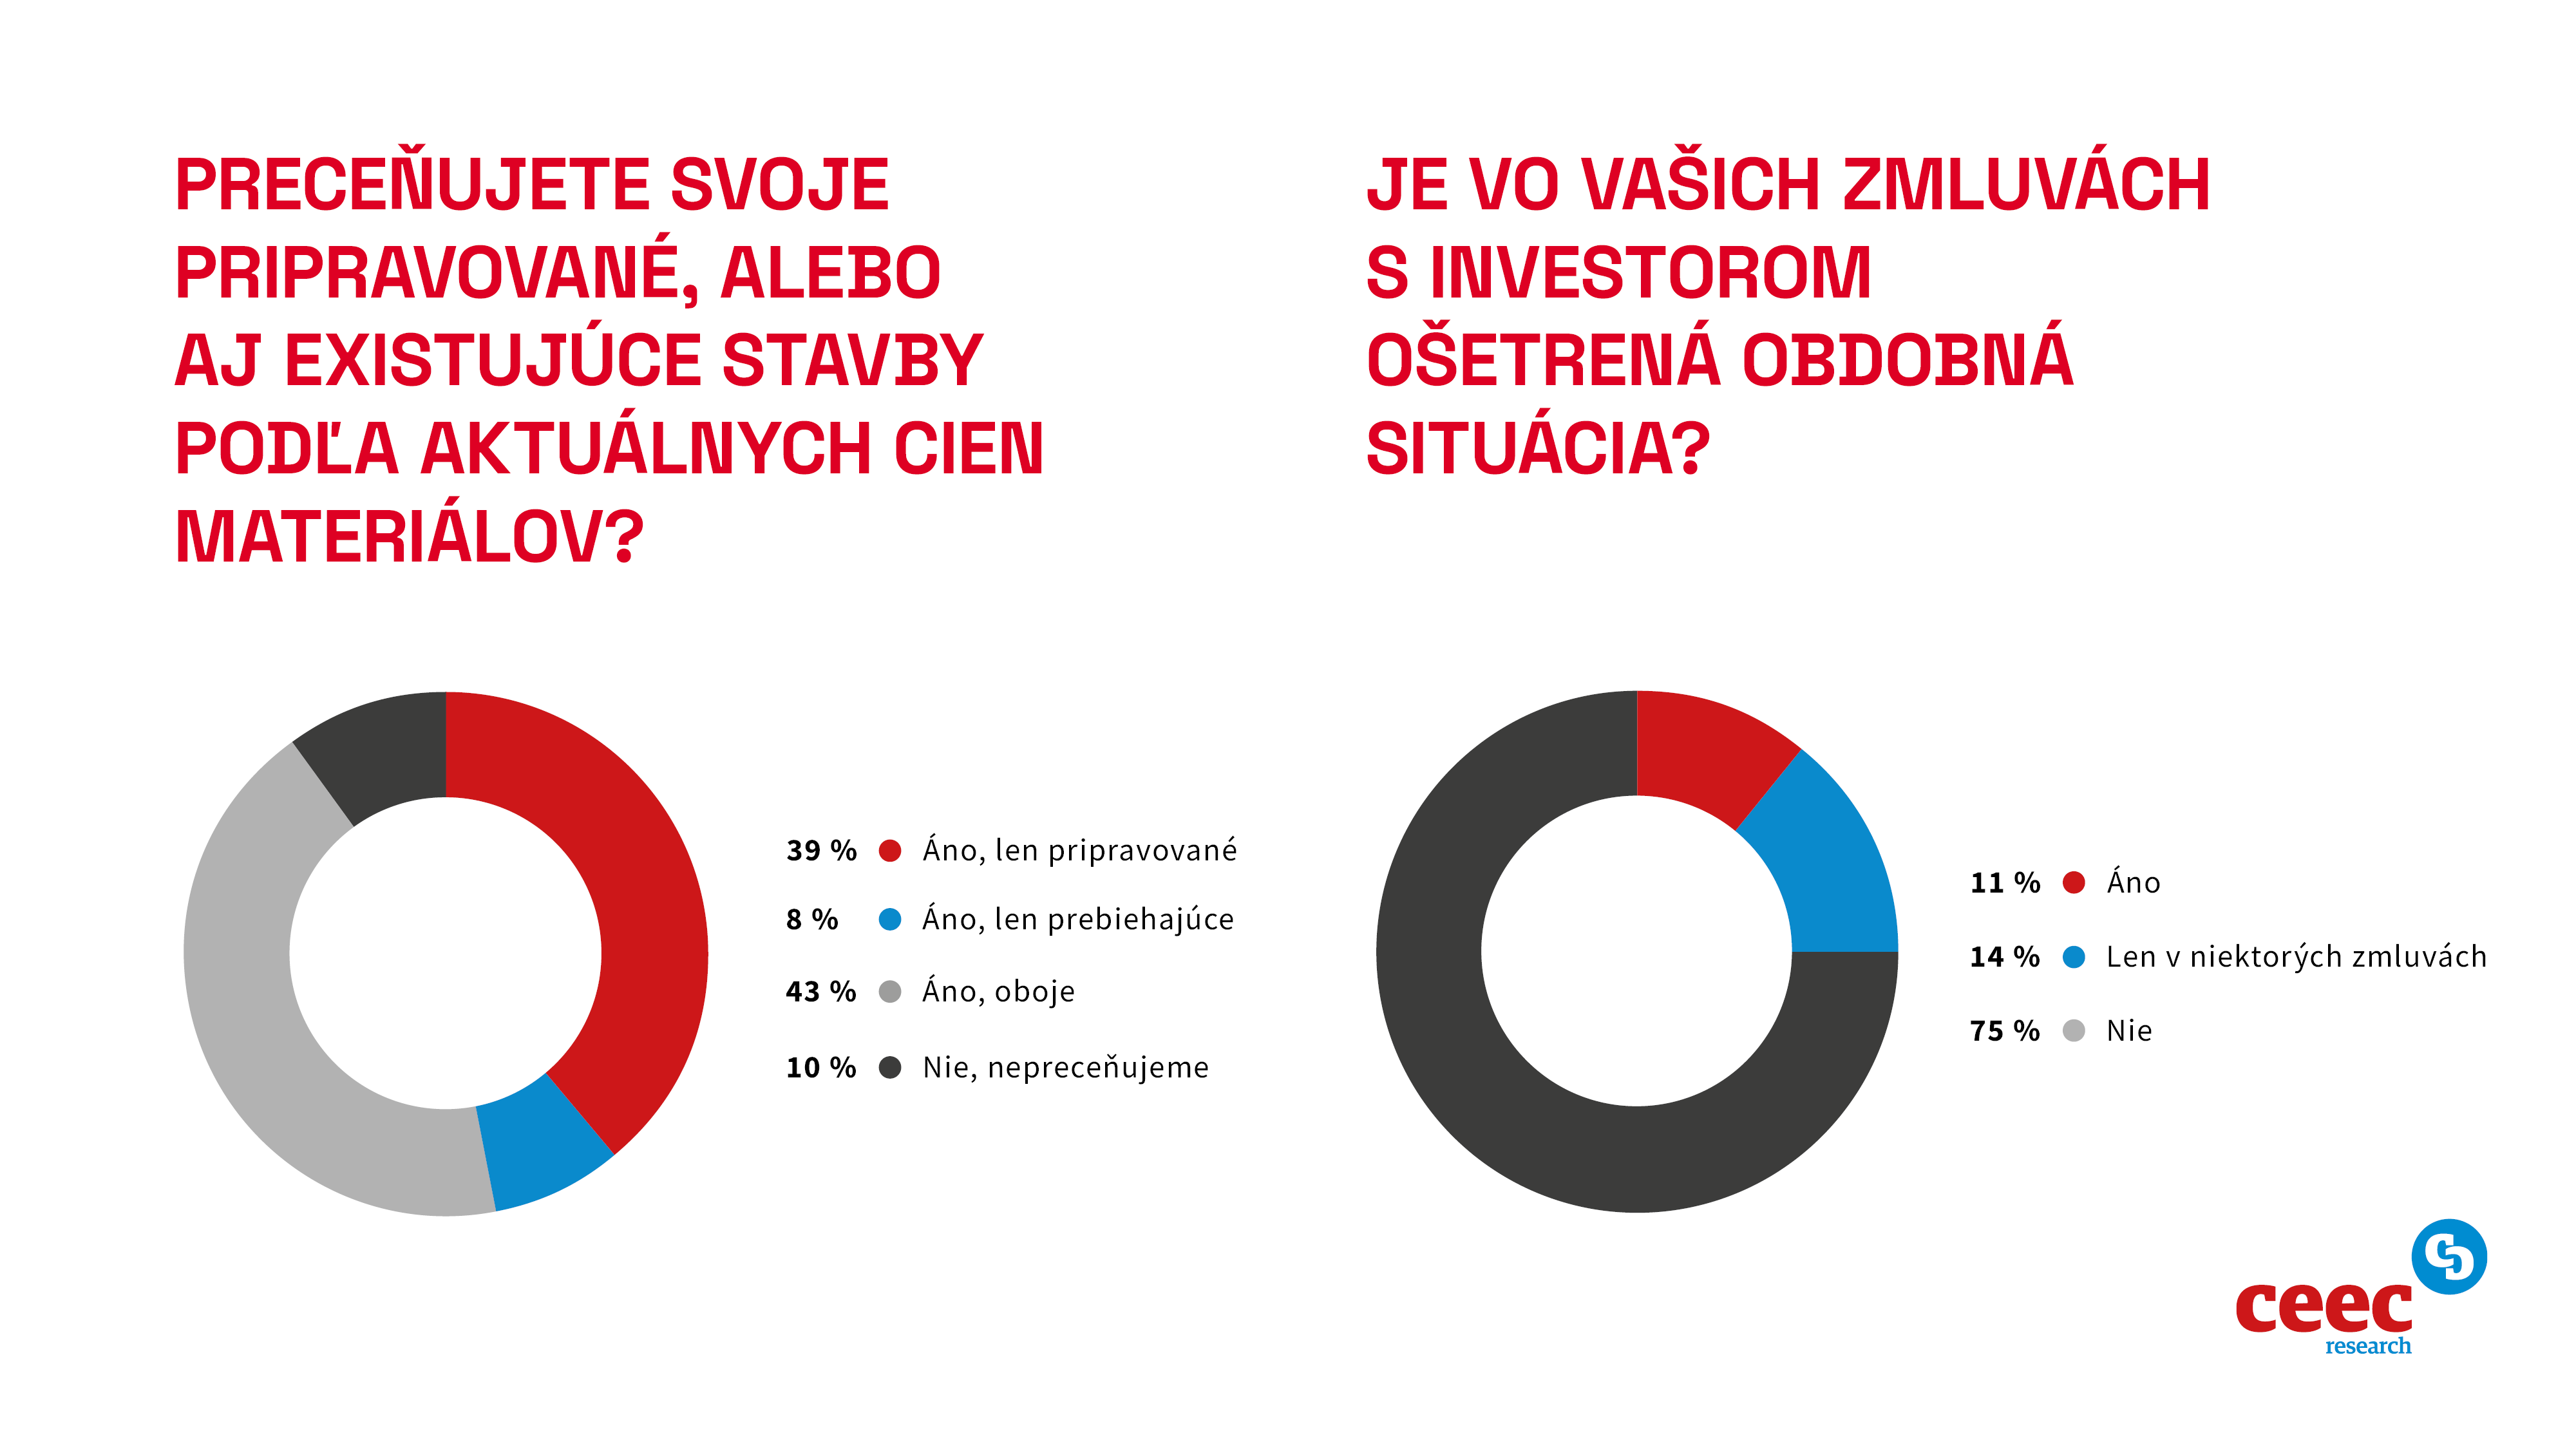 PRECEŇUJETE SVOJE
PRIPRAVOVANÉ, ALEBO
AJ EXISTUJÚCE STAVBY
PODĽA AKTUÁLNYCH CIEN
MATERIÁLOV?
39 % Áno, len pripravované
8 % Áno, len prebiehajúce
43 % Áno, oboje
10 % Nie, nepreceňujeme
JE VO VAŠICH ZMLUVÁCH
S INVESTOROM
OŠETRENÁ OBDOBNÁ
SITUÁCIA?
11 % Áno
14 % Len v niektorých zmluvách
75 % Nie
ceec
research